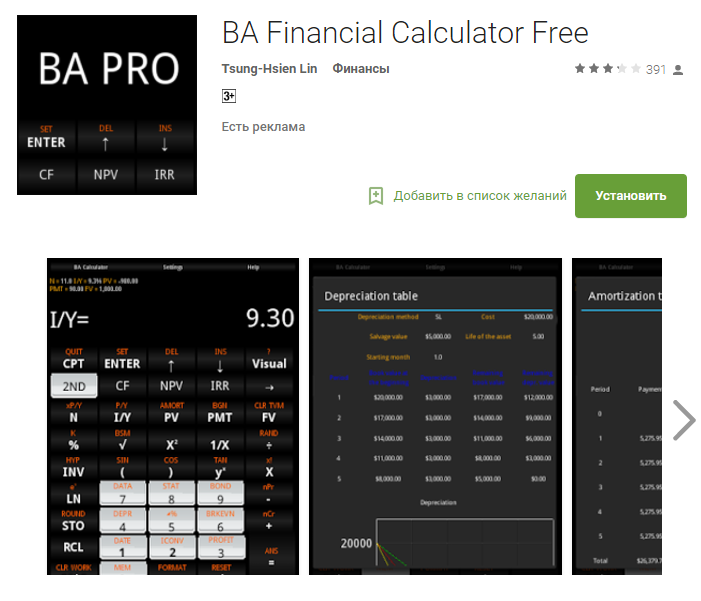 BA PRO
SET DEL INS
ENTER ↑ ↓
CF NPV IRR
BA Financial Calculator Free
Tsung-Hsien Lin Финансы
391
3+
Есть реклама
Добавить в список желаний
Установить
BA Calculator Settings Help
N = 11.0 I/Y = 9.3% PV = -980.00
PMT = 90.00 FV = 1,000.00
I/Y= 9.30
QUIT SET DEL INS ?
CPT ENTER ↑ ↓ Visual
2ND CF NPV IRR →
xP/Y P/Y AMORT BGN CLR TVM
N I/Y PV PMT FV
K BSM RAND
% √ X² 1/X ÷
HYP SIN COS TAN x!
INV ( ) yˣ X
eˣ DATA STAT BOND nPr
LN 7 8 9 -
ROUND DEPR BRKEVN nCr
STO 4 5 6 +
DATE ICONV PROFIT ANS
RCL 1 2 3 =
CLR WORK MEM FORMAT RESET
BA Calculator Settings Help
Depreciation table
Depreciation method SL Cost $20,000.00
Salvage value $5,000.00 Life of the asset 5.00
Starting month 1.0
1 $20,000.00 $3,000.00 $17,000.00 $12,000.00
2 $17,000.00 $3,000.00 $14,000.00 $9,000.00
3 $14,000.00 $3,000.00 $11,000.00 $6,000.00
4 $11,000.00 $3,000.00 $8,000.00 $3,000.00
5 $8,000.00 $3,000.00 $5,000.00 $0.00
Depreciation
20000
BA Calculator
Amortization t
Period Paymen
0
1 5,275.95
2 5,275.95
3 5,275.95
4 5,275.95
5 5,275.95
Total $26,379.7